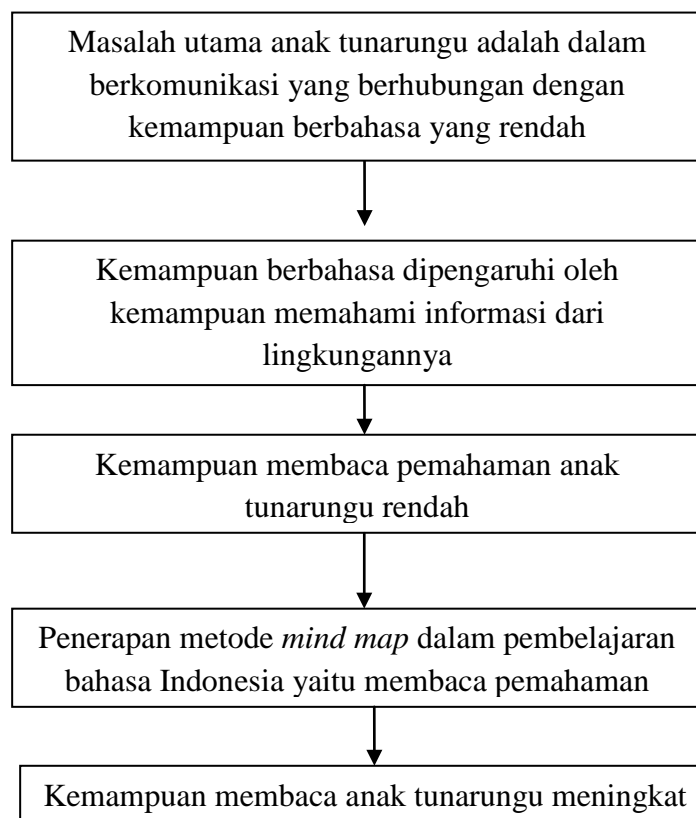 Masalah utama anak tunarungu adalah dalam
berkomunikasi yang berhubungan dengan
kemampuan berbahasa yang rendah
Kemampuan berbahasa dipengaruhi oleh
kemampuan memahami informasi dari
lingkungannya
Kemampuan membaca pemahaman anak
tunarungu rendah
Penerapan metode mind map dalam pembelajaran
bahasa Indonesia yaitu membaca pemahaman
Kemampuan membaca anak tunarungu meningkat